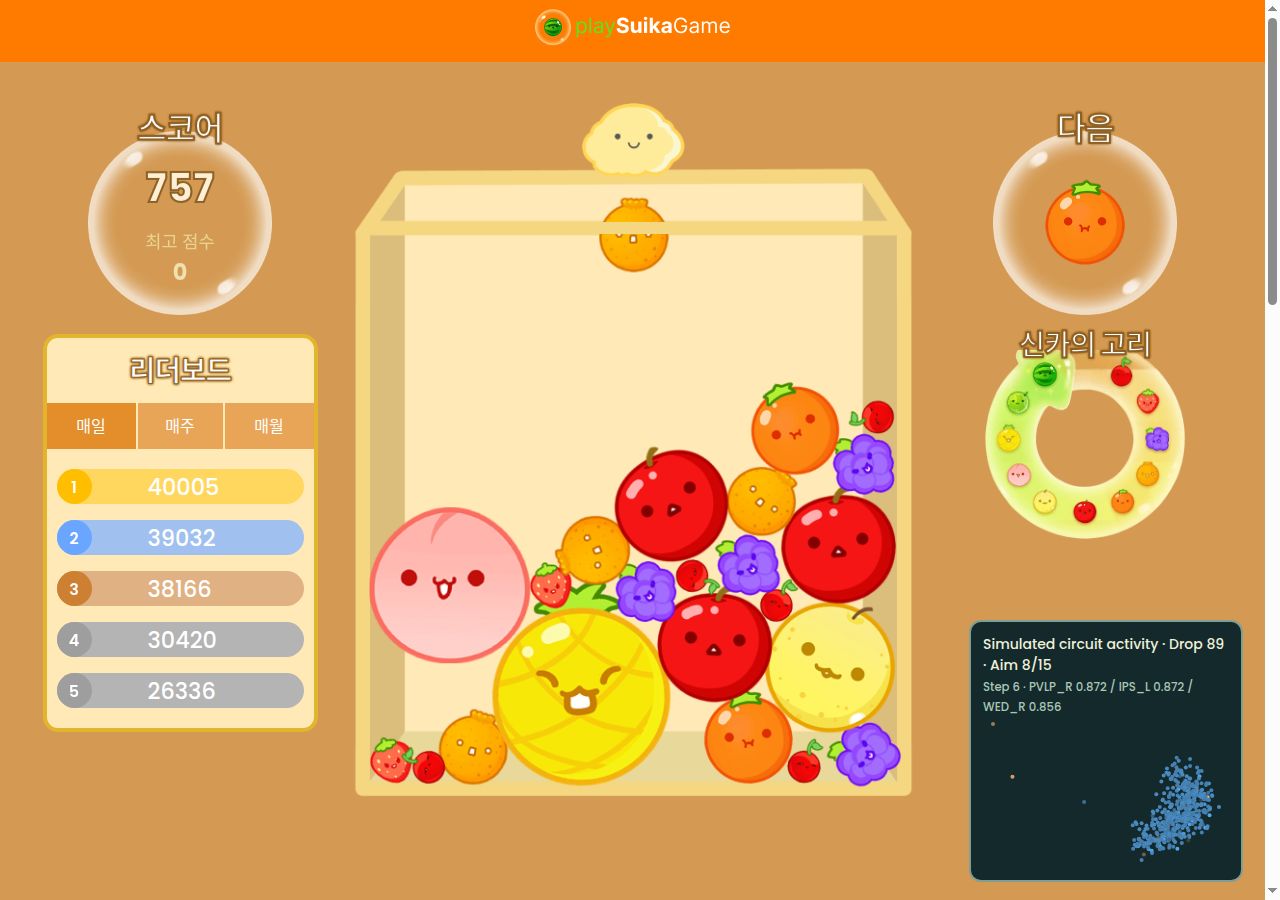 playSuikaGame
스코어
757
최고 점수
0
다음
리더보드
매일 매주 매월
1 40005
2 39032
3 38166
4 30420
5 26336
신카의 고리
Simulated circuit activity · Drop 89
· Aim 8/15
Step 6 · PVLP_R 0.872 / IPS_L 0.872 /
WED_R 0.856